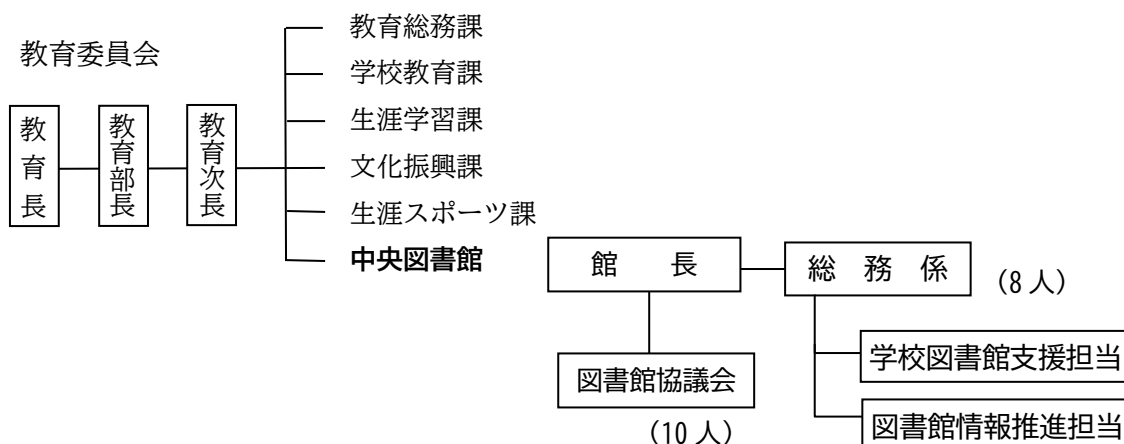 教育委員会
教育長
教育部長
教育次長
教育総務課
学校教育課
生涯学習課
文化振興課
生涯スポーツ課
中央図書館
館　長
総　務　係
（8 人）
図書館協議会
（10 人）
学校図書館支援担当
図書館情報推進担当